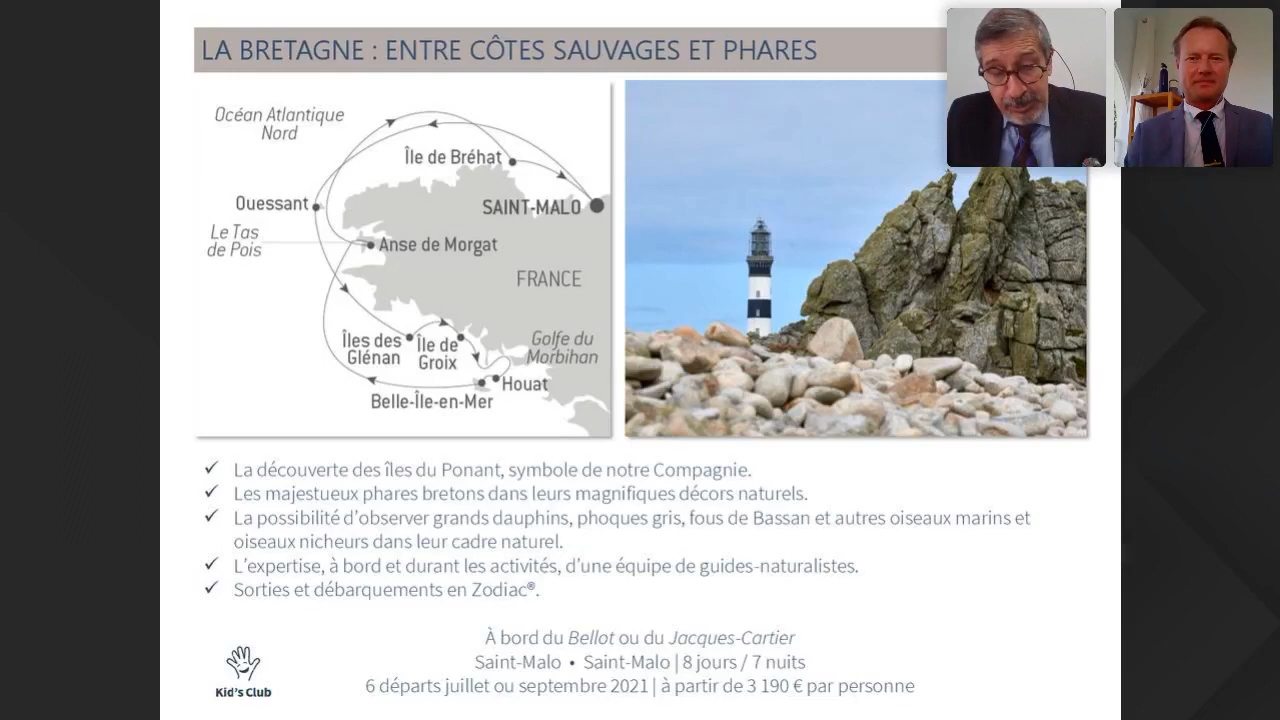 LA BRETAGNE : ENTRE CÔTES SAUVAGES ET PHARES
Océan Atlantique
Nord
Île de Bréhat
Ouessant
SAINT-MALO
Le Tas
de Pois
Anse de Morgat
FRANCE
Îles des
Glénan
Île de
Groix
Golfe du
Morbihan
Houat
Belle-Île-en-Mer
✓ La découverte des îles du Ponant, symbole de notre Compagnie.
✓ Les majestueux phares bretons dans leurs magnifiques décors naturels.
✓ La possibilité d’observer grands dauphins, phoques gris, fous de Bassan et autres oiseaux marins et
oiseaux nicheurs dans leur cadre naturel.
✓ L’expertise, à bord et durant les activités, d’une équipe de guides-naturalistes.
✓ Sorties et débarquements en Zodiac®.
À bord du Bellot ou du Jacques-Cartier
Saint-Malo • Saint-Malo | 8 jours / 7 nuits
6 départs juillet ou septembre 2021 | à partir de 3 190 € par personne
Kid’s Club